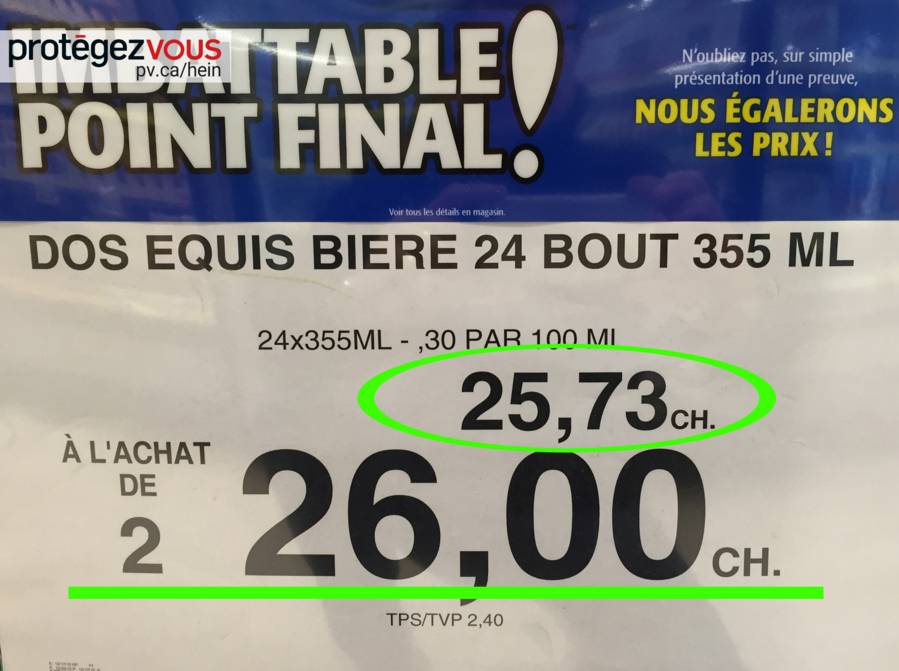 protégezvous
pv.ca/hein
IMBATTABLE
POINT FINAL!
N'oubliez pas, sur simple
présentation d'une preuve,
NOUS ÉGALERONS
LES PRIX!
Voir tous les détails en magasin.
DOS EQUIS BIERE 24 BOUT 355 ML
24x355ML - ,30 PAR 100 ML
25,73 CH.
À L'ACHAT
DE
2
26,00 CH.
TPS/TVP 2,40